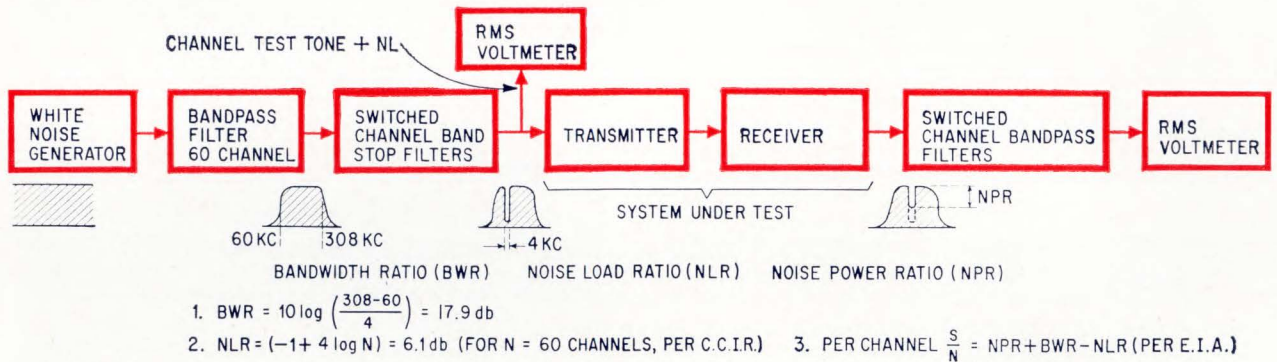 CHANNEL TEST TONE + NL
RMS
VOLTMETER
WHITE
NOISE
GENERATOR
BANDPASS
FILTER
60 CHANNEL
SWITCHED
CHANNEL BAND
STOP FILTERS
TRANSMITTER
RECEIVER
SWITCHED
CHANNEL BANDPASS
FILTERS
RMS
VOLTMETER
60 KC
308 KC
4 KC
SYSTEM UNDER TEST
NPR
BANDWIDTH RATIO (BWR)
NOISE LOAD RATIO (NLR)
NOISE POWER RATIO (NPR)
1. BWR = 10 log (308-60/4) = 17.9 db
2. NLR = (-1+ 4 log N) = 6.1 db (FOR N = 60 CHANNELS, PER C.C.I.R.)
3. PER CHANNEL S/N = NPR+BWR-NLR (PER E.I.A.)